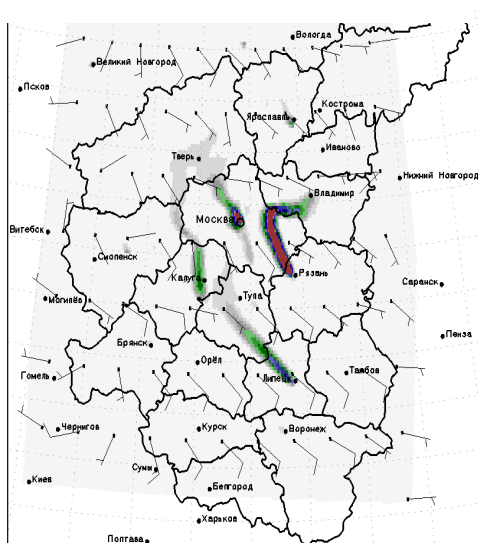 Вологда
Великий Новгород
Псков
Кострома
Ярославль
Иваново
Тверь
Нижний Новгород
Владимир
Москва
Витебск
Смоленск
Рязань
Калуга
Саранск
Тула
Могилёв
Пенза
Брянск
Орёл
Тамбов
Гомель
Липецк
Чернигов
Курск
Воронеж
Сумы
Киев
Белгород
Харьков
Полтава